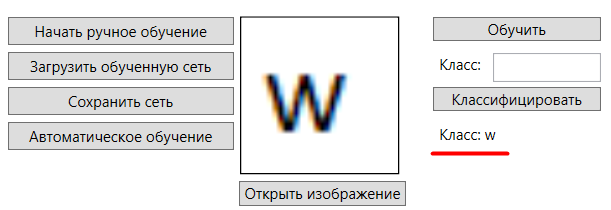 Начать ручное обучение
Загрузить обученную сеть
Сохранить сеть
Автоматическое обучение
w
Открыть изображение
Обучить
Класс:
Классифицировать
Класс: w